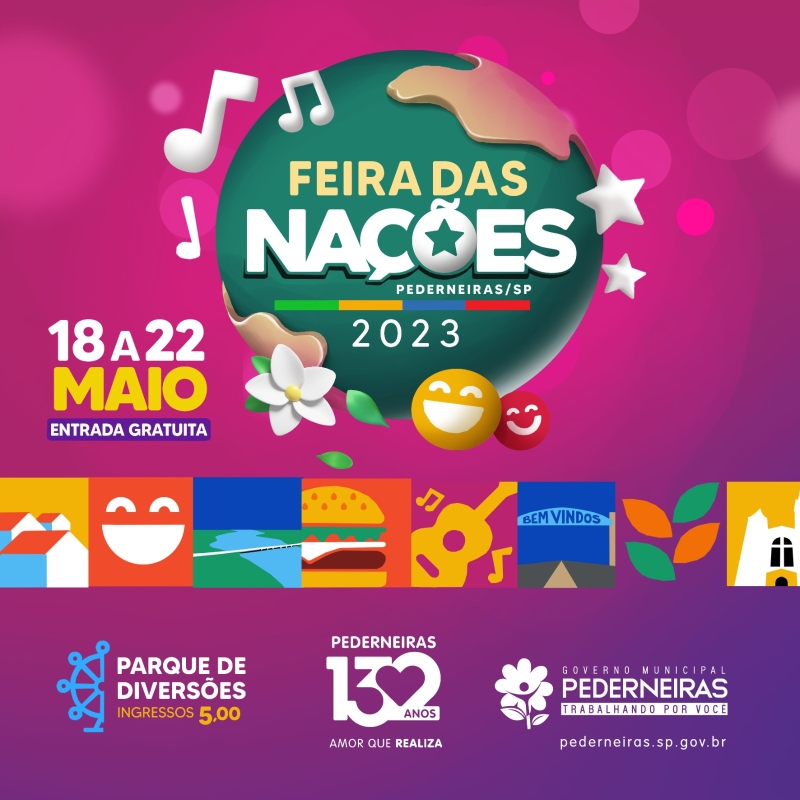 FEIRA DAS
NAÇÕES
PEDERNEIRAS/SP
2023
18 A 22
MAIO
ENTRADA GRATUITA
BEM VINDOS
PARQUE DE
DIVERSÕES
INGRESSOS 5,00
PEDERNEIRAS
132
ANOS
AMOR QUE REALIZA
GOVERNO MUNICIPAL
PEDERNEIRAS
TRABALHANDO POR VOCÊ
pederneiras.sp.gov.br